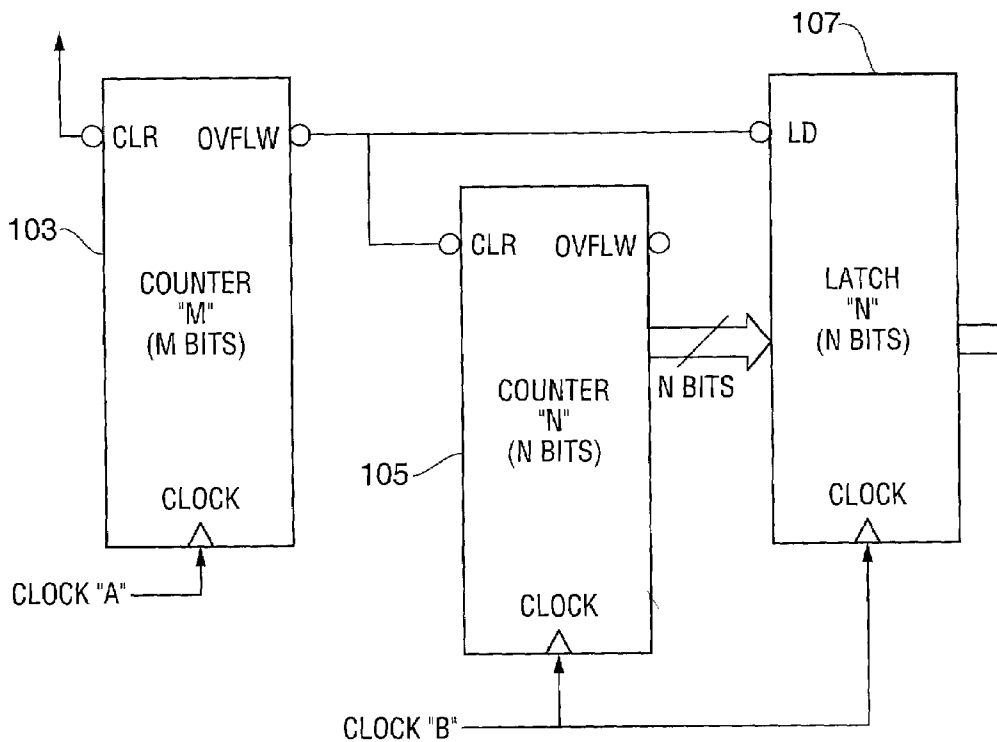 107
CLR OVFLW
LD
103
CLR OVFLW
COUNTER
"M"
(M BITS)
LATCH
"N"
(N BITS)
N BITS
COUNTER
"N"
(N BITS)
105
CLOCK
CLOCK
CLOCK "A"
CLOCK
CLOCK "B"